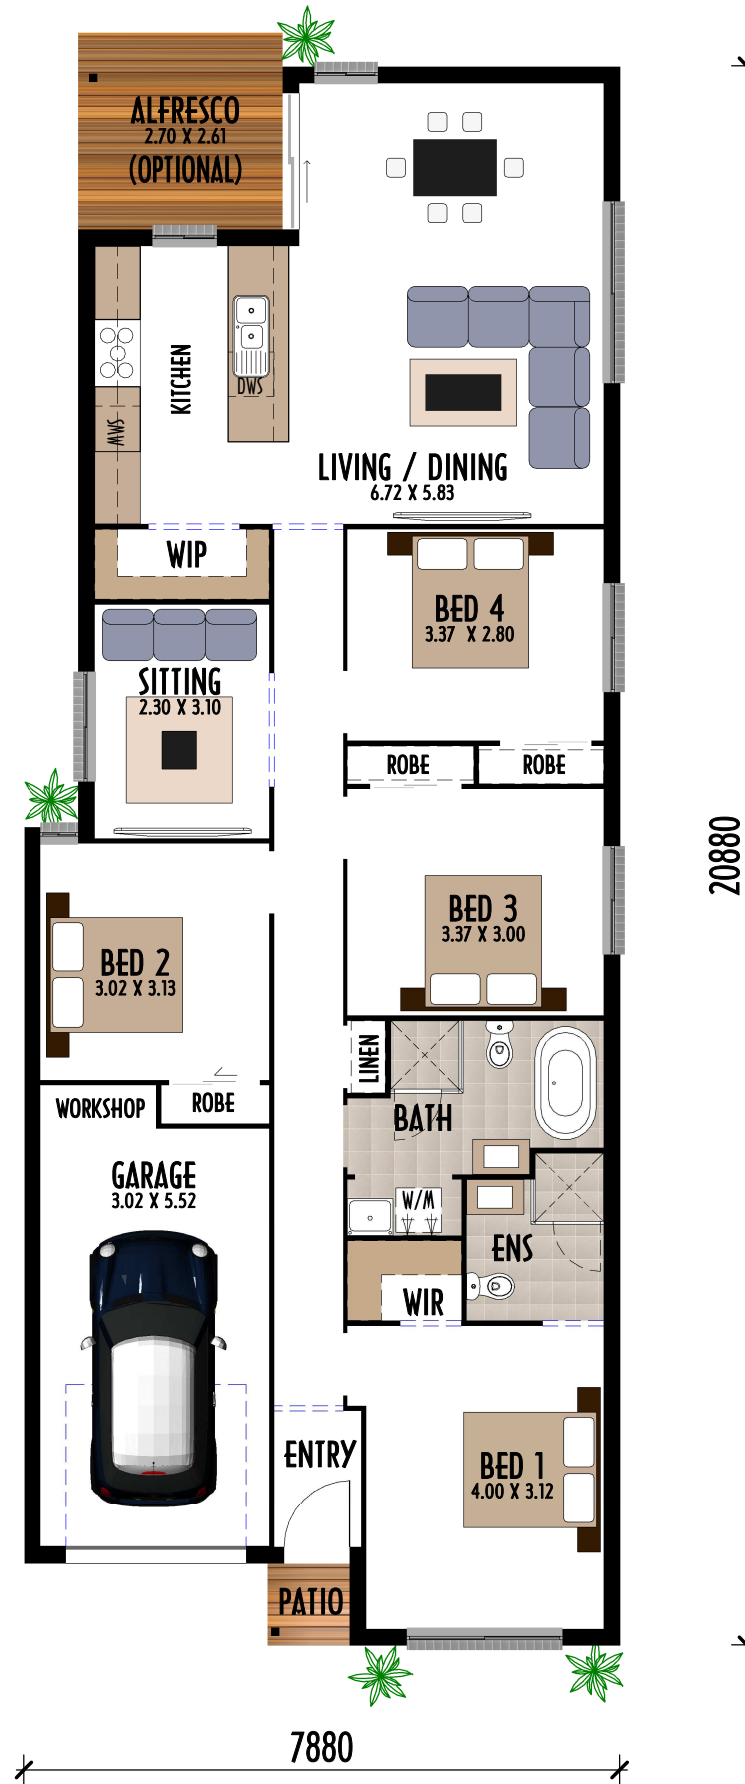 ALFRESCO
2.70 X 2.61
(OPTIONAL)
KITCHEN
DWS
MWS
LIVING / DINING
6.72 X 5.83
WIP
BED 4
3.37 X 2.80
SITTING
2.30 X 3.10
ROBE
ROBE
20880
BED 3
3.37 X 3.00
BED 2
3.02 X 3.13
LINEN
BATH
WORKSHOP
ROBE
GARAGE
3.02 X 5.52
W/M
ENS
WIR
ENTRY
BED 1
4.00 X 3.12
PATIO
7880